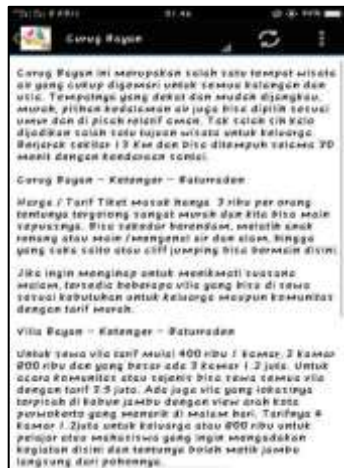 Curug Bayan
Curug Bayan ini merupakan salah satu tempat wisata
air yang cukup digemari untuk semua kalangan dan
usia. Tempatnya yang dekat dan mudah dijangkau,
murah, pilihan kedalaman air juga bisa dipilih sesuai
umur dan di pisah relatif aman. Tak salah sih kalo
dijadikan salah satu tujuan wisata untuk keluarga.
Berjarak sekitar 13 Km dan bisa ditempuh selama 30
menit dengan kendaraan santai.
Curug Bayan - Ketenger - Baturraden
Harga / Tarif Tiket masuk hanya 3 ribu per orang
tentunya tergolong sangat murah dan kita bisa main
sepuasnya. Bisa sekedar berendam, melatih anak
renang atau main /mengenal air dan alam, hingga
yang suka salto atau cliff jumping bisa bermain disini
Jika ingin menginap untuk menikmati suasana
malam, tersedia beberapa vila yang bisa di sewa
sesuai kebutuhan untuk keluarga maupun komunitas
dengan tarif murah.
Villa Bayan - Ketenger - Baturraden
Untuk sewa vila tarif mulai 400 ribu 1 kamar, 2 kamar
800 ribu dan yang besar ada 3 kamar 1.2 juta. Untuk
acara komunitas atau sejenis bisa sewa semua vila
dengan tarif 2.5 juta. Ada juga vila yang lokasinya
terpisah di kebun jambu dengan view arah kota
purwokerto yang menarik di malam hari. Tarifnya 4
kamar 1.2juta untuk keluarga atau 800 ribu untuk
pelajar atau mahasiswa yang ingin mengadakan
kegiatan disini dan tentunya boleh metik jambu
langsung dari pohonnya.